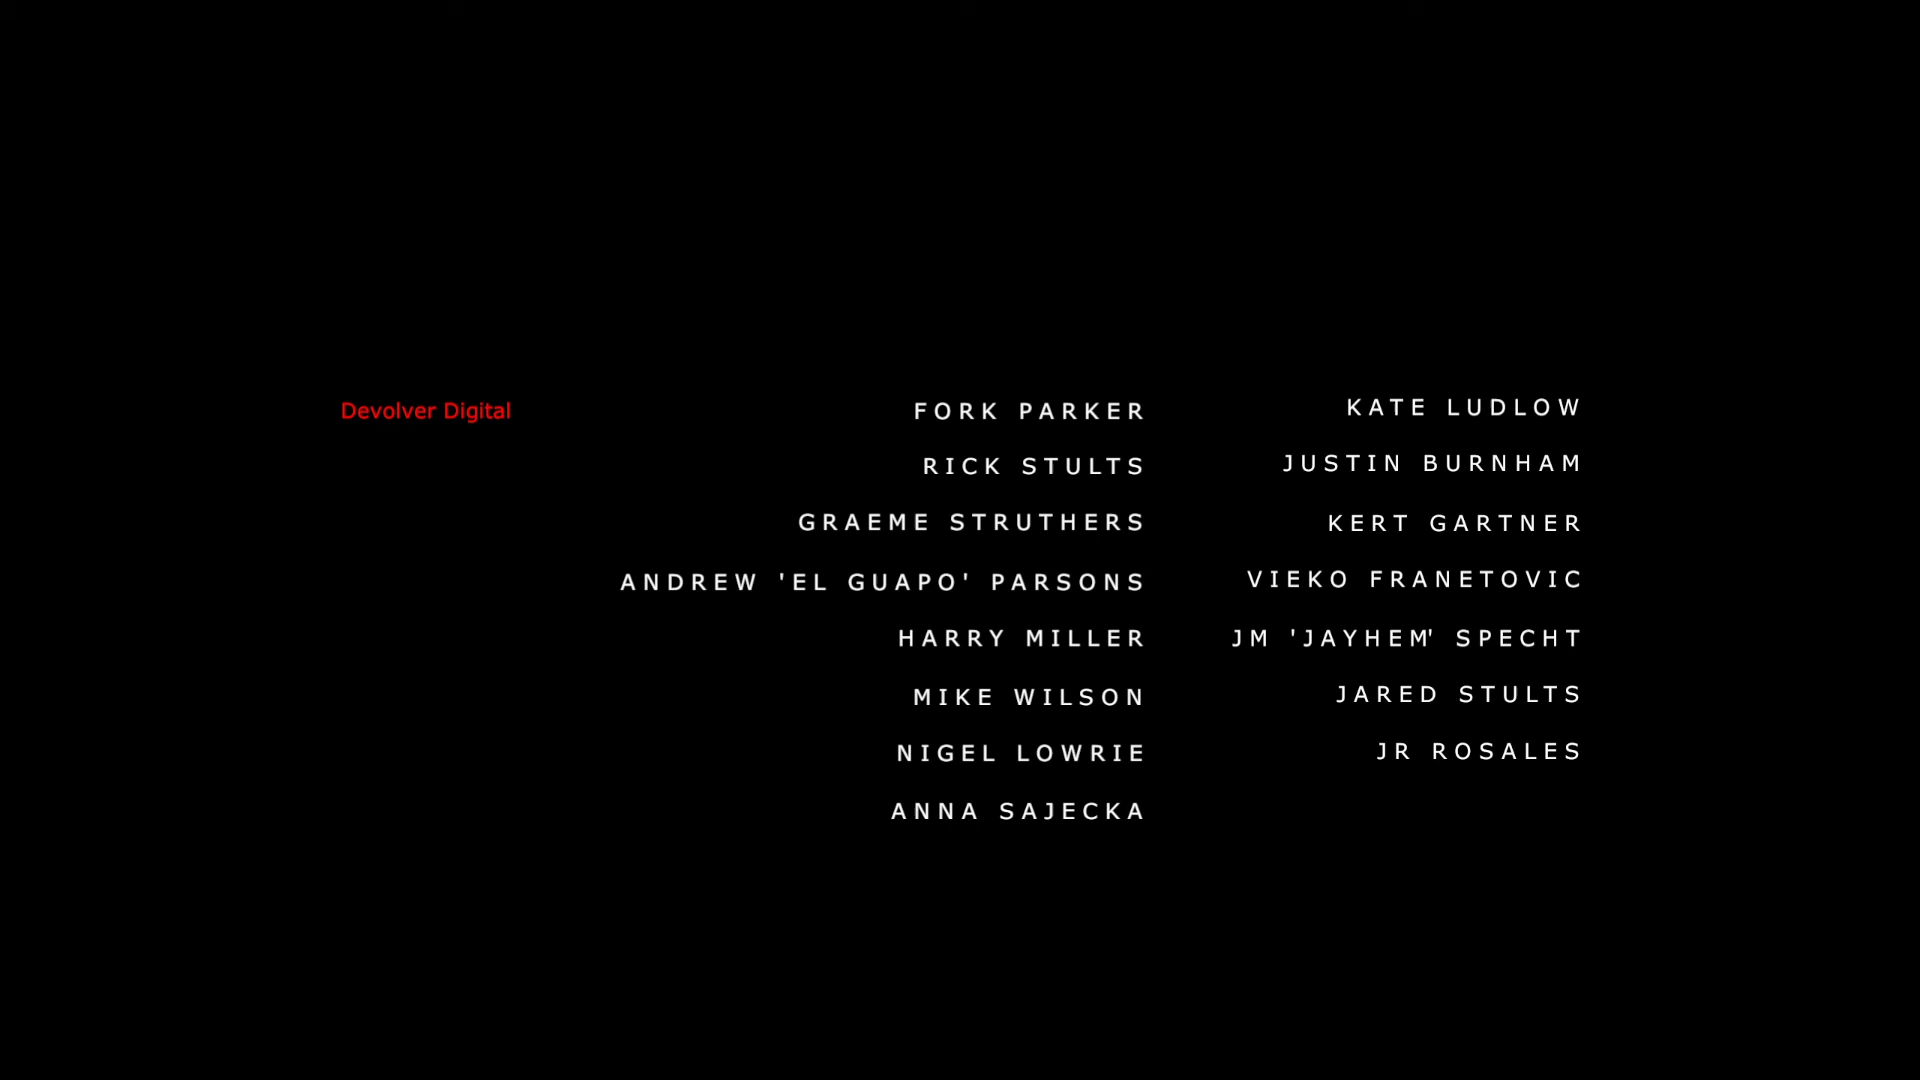 Devolver Digital
FORK PARKER
RICK STULTS
GRAEME STRUTHERS
ANDREW 'EL GUAPO' PARSONS
HARRY MILLER
MIKE WILSON
NIGEL LOWRIE
ANNA SAJECKA
KATE LUDLOW
JUSTIN BURNHAM
KERT GARTNER
VIEKO FRANETOVIC
JM 'JAYHEM' SPECHT
JARED STULTS
JR ROSALES